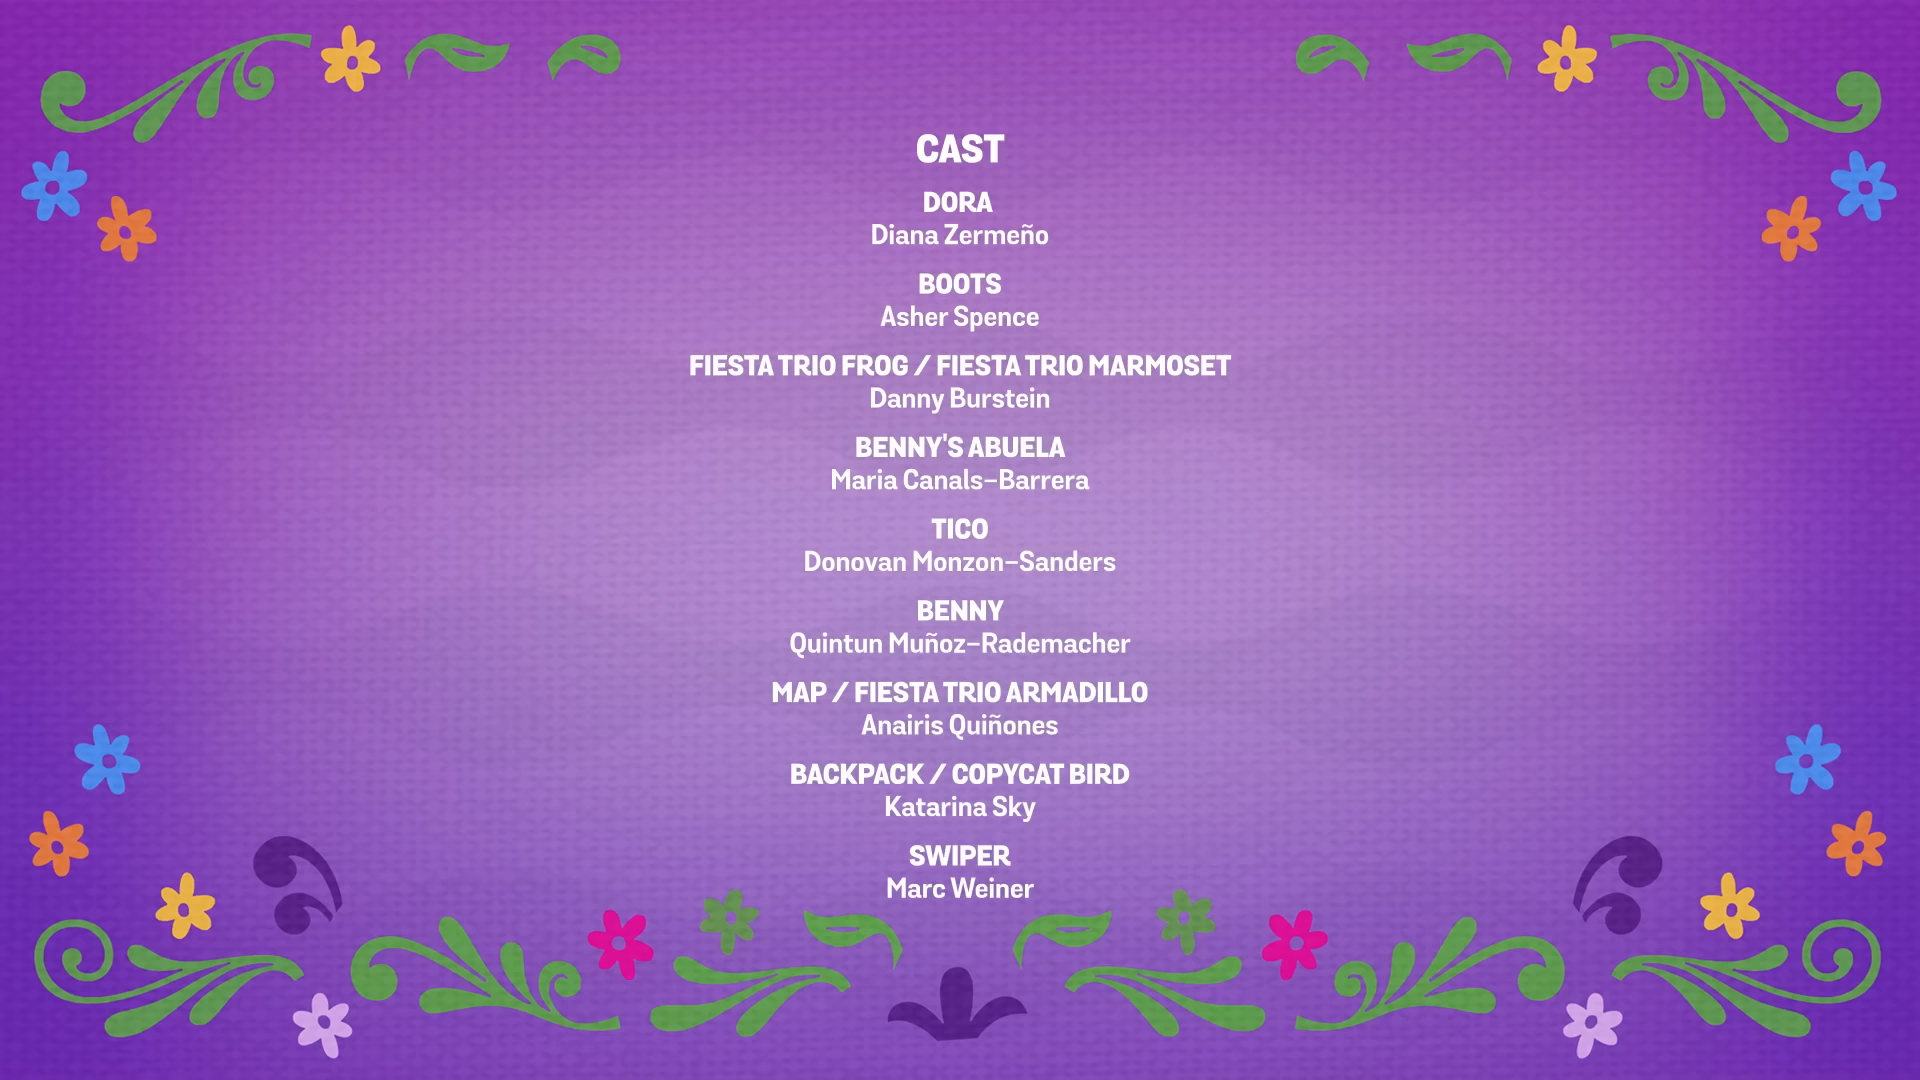 CAST
DORA
Diana Zermeño
BOOTS
Asher Spence
FIESTA TRIO FROG / FIESTA TRIO MARMOSET
Danny Burstein
BENNY'S ABUELA
Maria Canals-Barrera
TICO
Donovan Monzon-Sanders
BENNY
Quintun Muñoz-Rademacher
MAP / FIESTA TRIO ARMADILLO
Anairis Quiñones
BACKPACK / COPYCAT BIRD
Katarina Sky
SWIPER
Marc Weiner